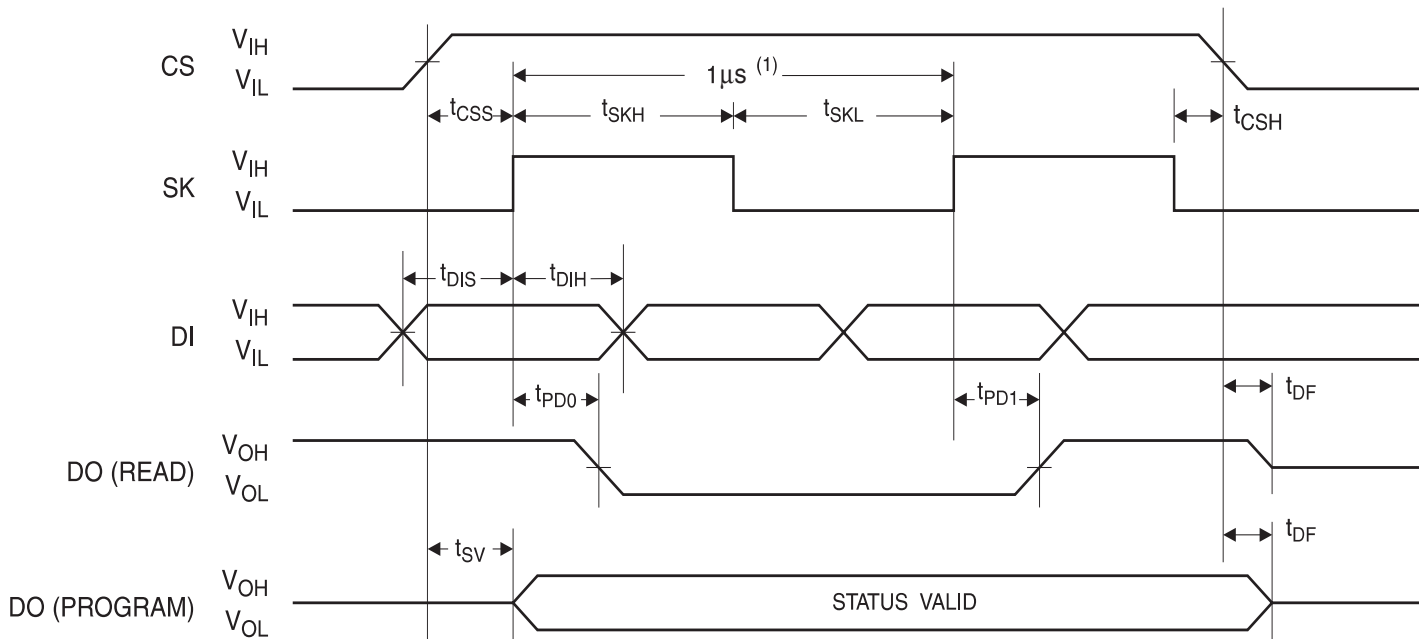 CS
V_IH
V_IL
1µs (1)
t_CSS
t_SKH
t_SKL
t_CSH
SK
V_IH
V_IL
t_DIS
t_DIH
DI
V_IH
V_IL
t_PD0
t_PD1
t_DF
DO (READ)
V_OH
V_OL
t_SV
t_DF
DO (PROGRAM)
V_OH
V_OL
STATUS VALID